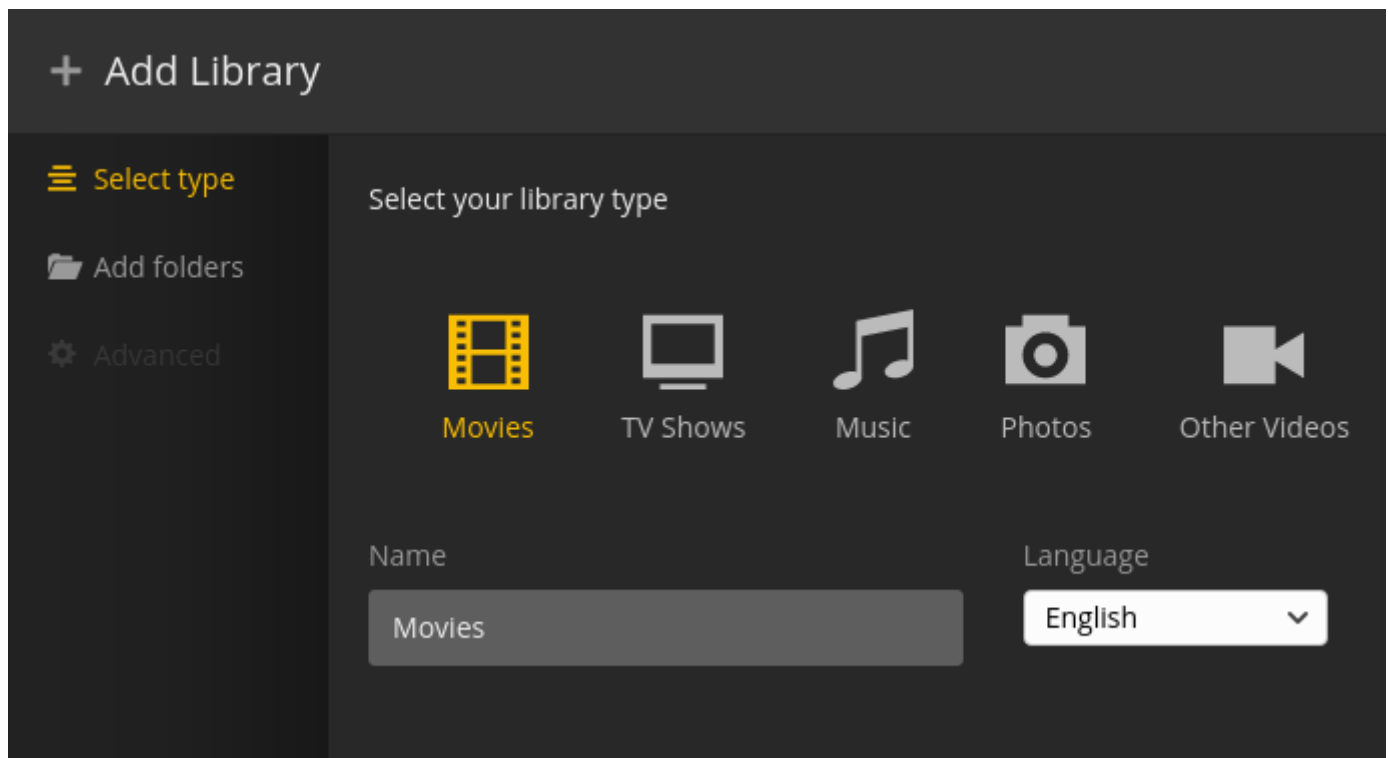 Add Library
Select type
Add folders
Advanced
Select your library type
Movies
TV Shows
Music
Photos
Other Videos
Name
Language
Movies
English